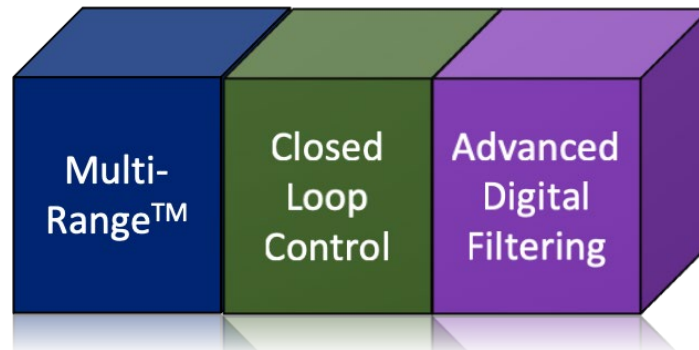 Multi-
Range™
Closed
Loop
Control
Advanced
Digital
Filtering